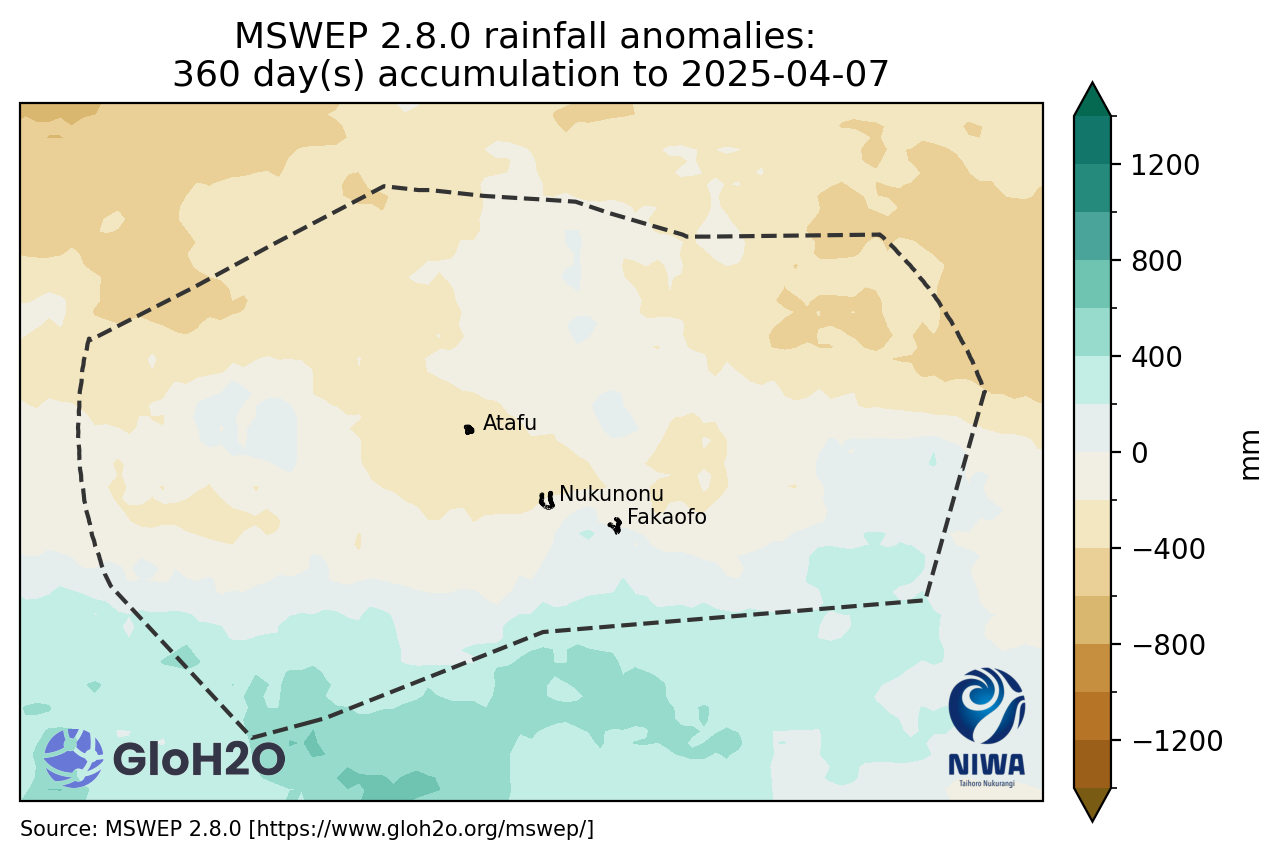 MSWEP 2.8.0 rainfall anomalies:
360 day(s) accumulation to 2025-04-07
1200
800
400
0
−400
−800
−1200
mm
Atafu
Nukunonu
Fakaofo
GloH2O
NIWA
Taihoro Nukurangi
Source: MSWEP 2.8.0 [https://www.gloh2o.org/mswep/]